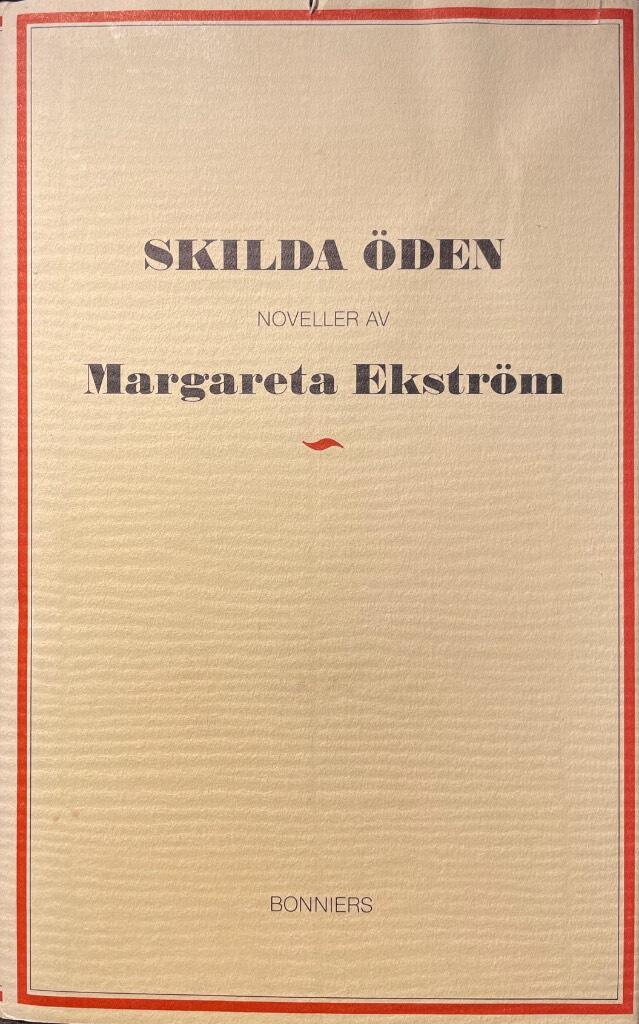 SKILDA ÖDEN
NOVELLER AV
Margareta Ekström
BONNIERS